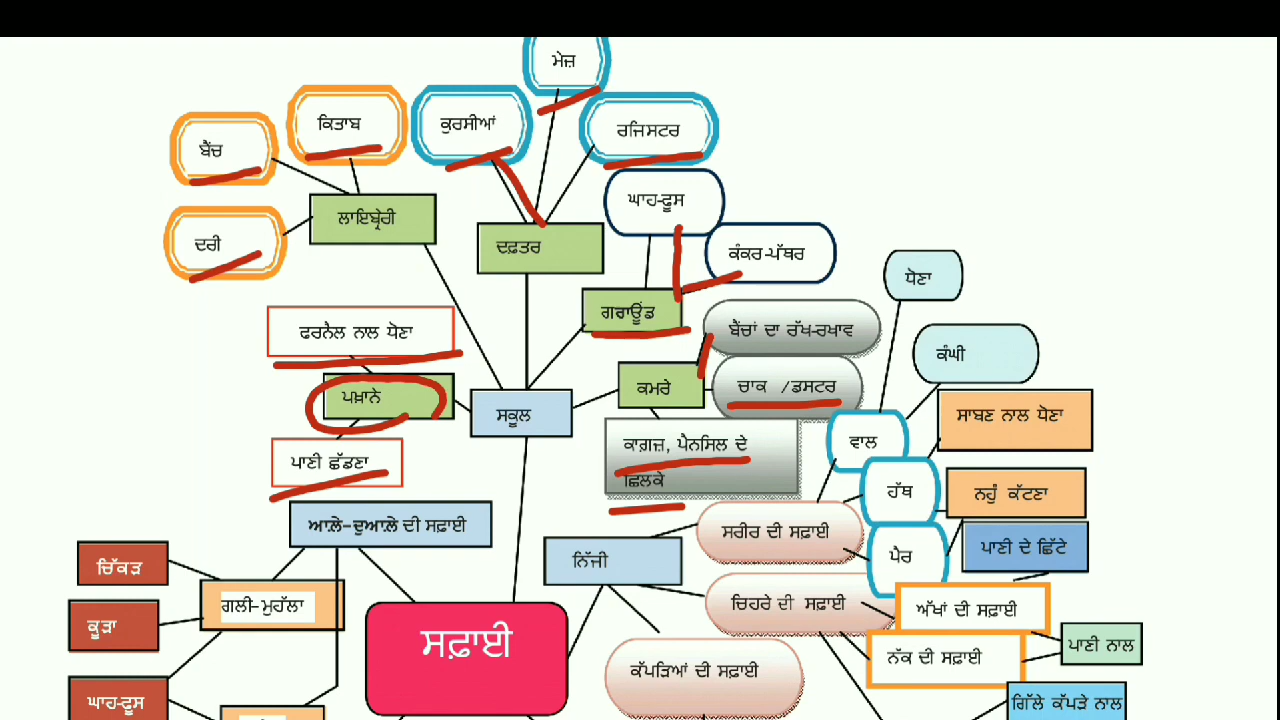 ਮੇਜ਼
ਬੈਂਚ
ਕਿਤਾਬ
ਕੁਰਸੀਆਂ
ਰਜਿਸਟਰ
ਦਰੀ
ਲਾਇਬ੍ਰੇਰੀ
ਦਫ਼ਤਰ
ਘਾਹ-ਫੂਸ
ਕੰਕਰ-ਪੱਥਰ
ਗਰਾਊਂਡ
ਫਰਨੈਲ ਨਾਲ ਧੋਣਾ
ਪਖ਼ਾਨੇ
ਪਾਣੀ ਛੱਡਣਾ
ਸਕੂਲ
ਕਮਰੇ
ਬੈਂਚਾਂ ਦਾ ਰੱਖ-ਰਖਾਵ
ਚਾਕ /ਡਸਟਰ
ਕਾਗ਼ਜ਼, ਪੈਨਸਿਲ ਦੇ
ਛਿਲਕੇ
ਧੋਣਾ
ਕੰਘੀ
ਵਾਲ
ਸਾਬਣ ਨਾਲ ਧੋਣਾ
ਹੱਥ
ਨਹੁੰ ਕੱਟਣਾ
ਪੈਰ
ਪਾਣੀ ਦੇ ਛਿੱਟੇ
ਆਲ਼ੇ-ਦੁਆਲ਼ੇ ਦੀ ਸਫ਼ਾਈ
ਨਿੱਜੀ
ਸਰੀਰ ਦੀ ਸਫ਼ਾਈ
ਚਿਹਰੇ ਦੀ ਸਫ਼ਾਈ
ਅੱਖਾਂ ਦੀ ਸਫ਼ਾਈ
ਨੱਕ ਦੀ ਸਫ਼ਾਈ
ਪਾਣੀ ਨਾਲ
ਗਿੱਲੇ ਕੱਪੜੇ ਨਾਲ
ਚਿੱਕੜ
ਗਲੀ-ਮੁਹੱਲਾ
ਕੂੜਾ
ਘਾਹ-ਫੂਸ
ਸਫ਼ਾਈ
ਕੱਪੜਿਆਂ ਦੀ ਸਫ਼ਾਈ